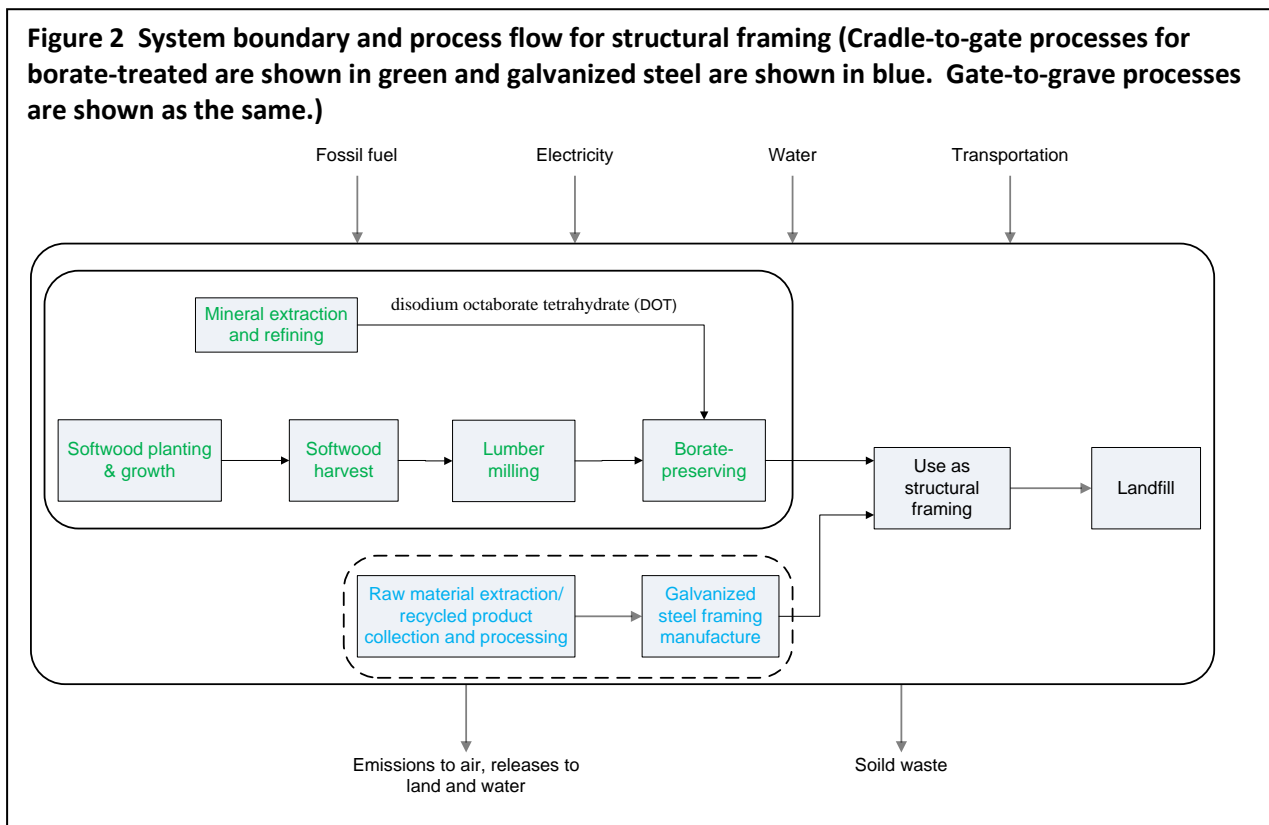 Figure 2  System boundary and process flow for structural framing (Cradle-to-gate processes for
borate-treated are shown in green and galvanized steel are shown in blue.  Gate-to-grave processes
are shown as the same.)
Fossil fuel
Electricity
Water
Transportation
Mineral extraction
and refining
disodium octaborate tetrahydrate (DOT)
Softwood planting
& growth
Softwood
harvest
Lumber
milling
Borate-
preserving
Use as
structural
framing
Landfill
Raw material extraction/
recycled product
collection and processing
Galvanized
steel framing
manufacture
Emissions to air, releases to
land and water
Soild waste